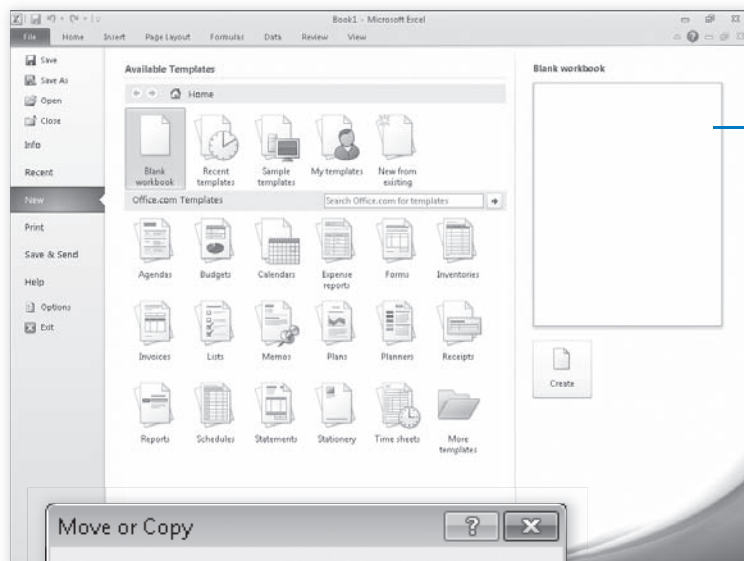 Book1 - Microsoft Excel
File Home Insert Page Layout Formulas Data Review View
Save
Save As
Open
Close
Info
Recent
New
Print
Save & Send
Help
Options
Exit
Available Templates
Home
Blank workbook
Recent templates
Sample templates
My templates
New from existing
Office.com Templates
Search Office.com for templates
Agendas
Budgets
Calendars
Expense reports
Forms
Inventories
Invoices
Lists
Memos
Plans
Planners
Receipts
Reports
Schedules
Statements
Stationery
Time sheets
More templates
Blank workbook
Create
Move or Copy